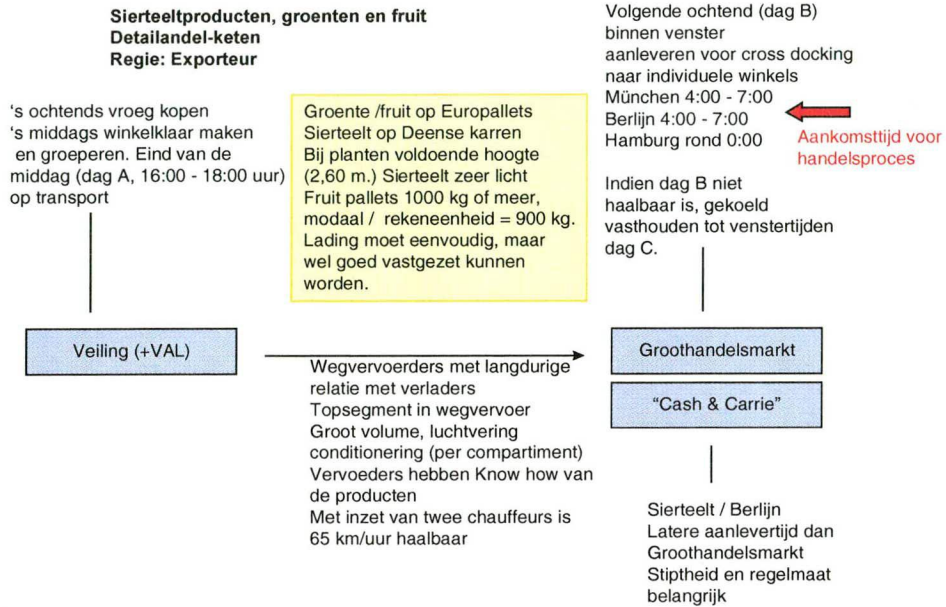 Sierteeltproducten, groenten en fruit
Detailandel-keten
Regie: Exporteur
's ochtends vroeg kopen
's middags winkelklaar maken
en groeperen. Eind van de
middag (dag A, 16:00 - 18:00 uur)
op transport
Groente /fruit op Europallets
Sierteelt op Deense karren
Bij planten voldoende hoogte
(2,60 m.) Sierteelt zeer licht
Fruit pallets 1000 kg of meer,
modaal / rekeneenheid = 900 kg.
Lading moet eenvoudig, maar
wel goed vastgezet kunnen
worden.
Volgende ochtend (dag B)
binnen venster
aanleveren voor cross docking
naar individuele winkels
München 4:00 - 7:00
Berlijn 4:00 - 7:00
Hamburg rond 0:00
Aankomsttijd voor
handelsproces
Indien dag B niet
haalbaar is, gekoeld
vasthouden tot venstertijden
dag C.
Veiling (+VAL)
Wegvervoerders met langdurige
relatie met verladers
Topsegment in wegvervoer
Groot volume, luchtvering
conditionering (per compartiment)
Vervoeders hebben Know how van
de producten
Met inzet van twee chauffeurs is
65 km/uur haalbaar
Groothandelsmarkt
"Cash & Carrie"
Sierteelt / Berlijn
Latere aanlevertijd dan
Groothandelsmarkt
Stiptheid en regelmaat
belangrijk